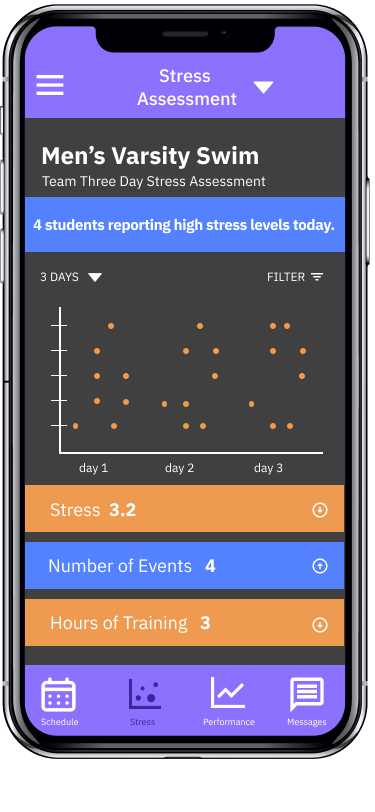 Stress
Assessment
Men’s Varsity Swim
Team Three Day Stress Assessment
4 students reporting high stress levels today.
3 DAYS
FILTER
day 1
day 2
day 3
Stress 3.2
Number of Events 4
Hours of Training 3
Schedule
Stress
Performance
Messages